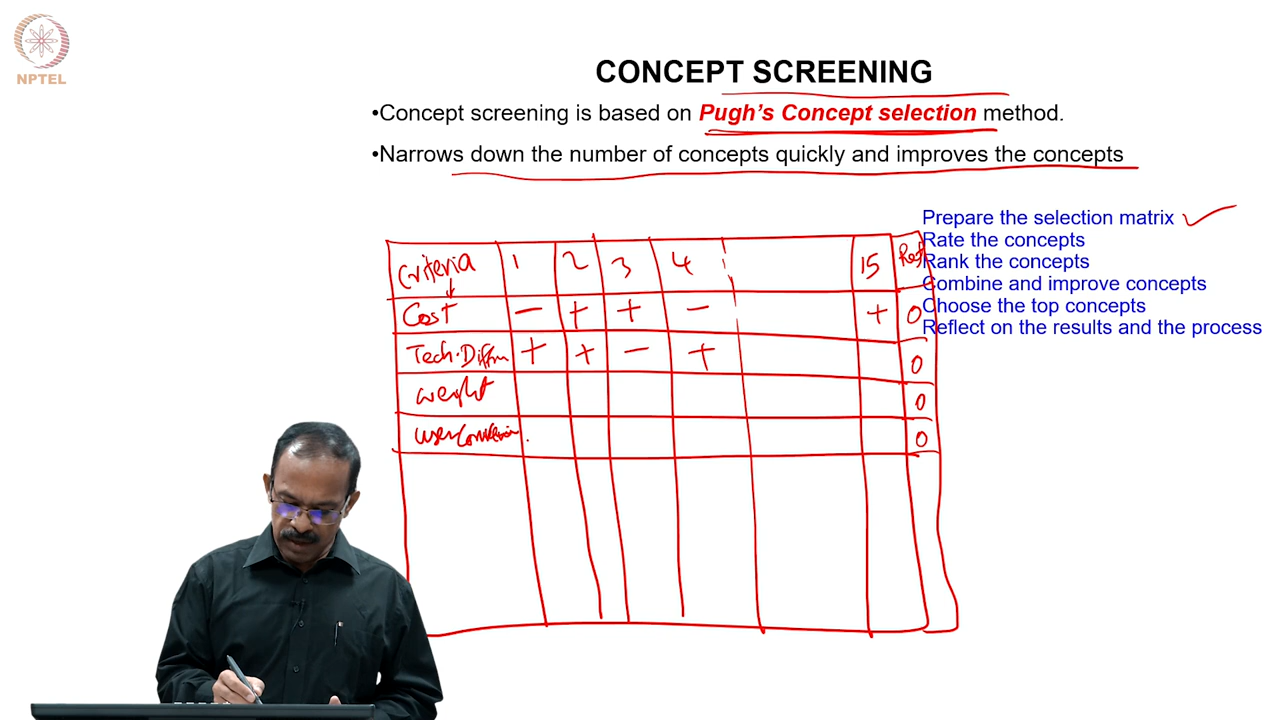 NPTEL
CONCEPT SCREENING
•Concept screening is based on Pugh's Concept selection method.
•Narrows down the number of concepts quickly and improves the concepts
Prepare the selection matrix
Rate the concepts
Rank the concepts
Combine and improve concepts
Choose the top concepts
Reflect on the results and the process
Criteria 1 2 3 4 15 Ref
Cost - + + - + 0
Tech. + + - + 0
weight 0
user 0